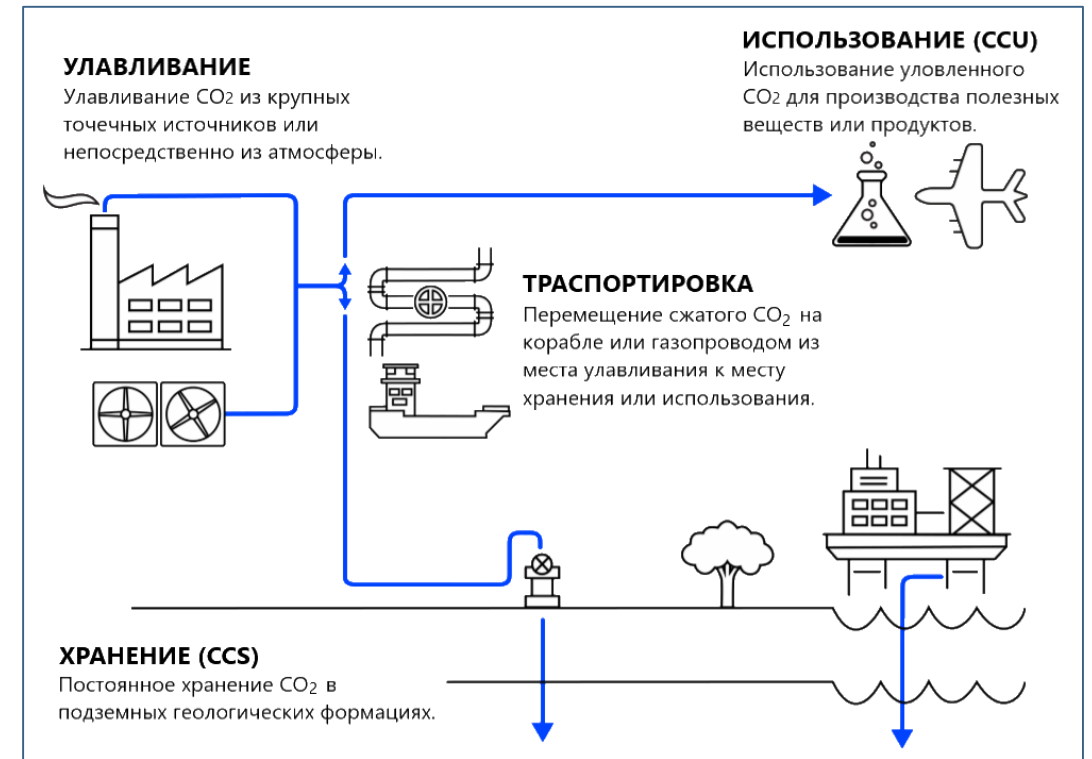 УЛАВЛИВАНИЕ
Улавливание CO2 из крупных
точечных источников или
непосредственно из атмосферы.
ИСПОЛЬЗОВАНИЕ (CCU)
Использование уловленного
CO2 для производства полезных
веществ или продуктов.
ТРАСПОРТИРОВКА
Перемещение сжатого CO₂ на
корабле или газопроводом из
места улавливания к месту
хранения или использования.
ХРАНЕНИЕ (CCS)
Постоянное хранение CO₂ в
подземных геологических формациях.